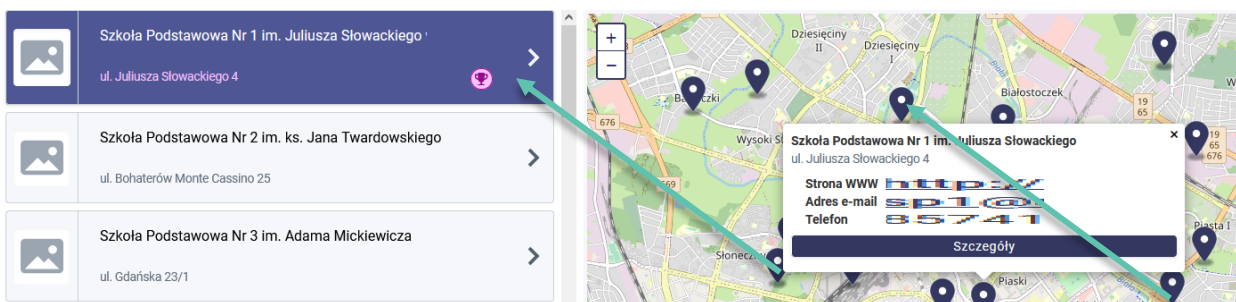 Szkoła Podstawowa Nr 1 im. Juliusza Słowackiego
ul. Juliusza Słowackiego 4
Szkoła Podstawowa Nr 2 im. ks. Jana Twardowskiego
ul. Bohaterów Monte Cassino 25
Szkoła Podstawowa Nr 3 im. Adama Mickiewicza
ul. Gdańska 23/1
+
−
Dziesięciny
II
Dziesięciny
I
Białostoczek
19
65
676
Wysoki
669
19
65
676
Szkoła Podstawowa Nr 1 im. Juliusza Słowackiego
ul. Juliusza Słowackiego 4
Strona WWW
Adres e-mail
Telefon
Szczegóły
×
Piasta I
Piaski